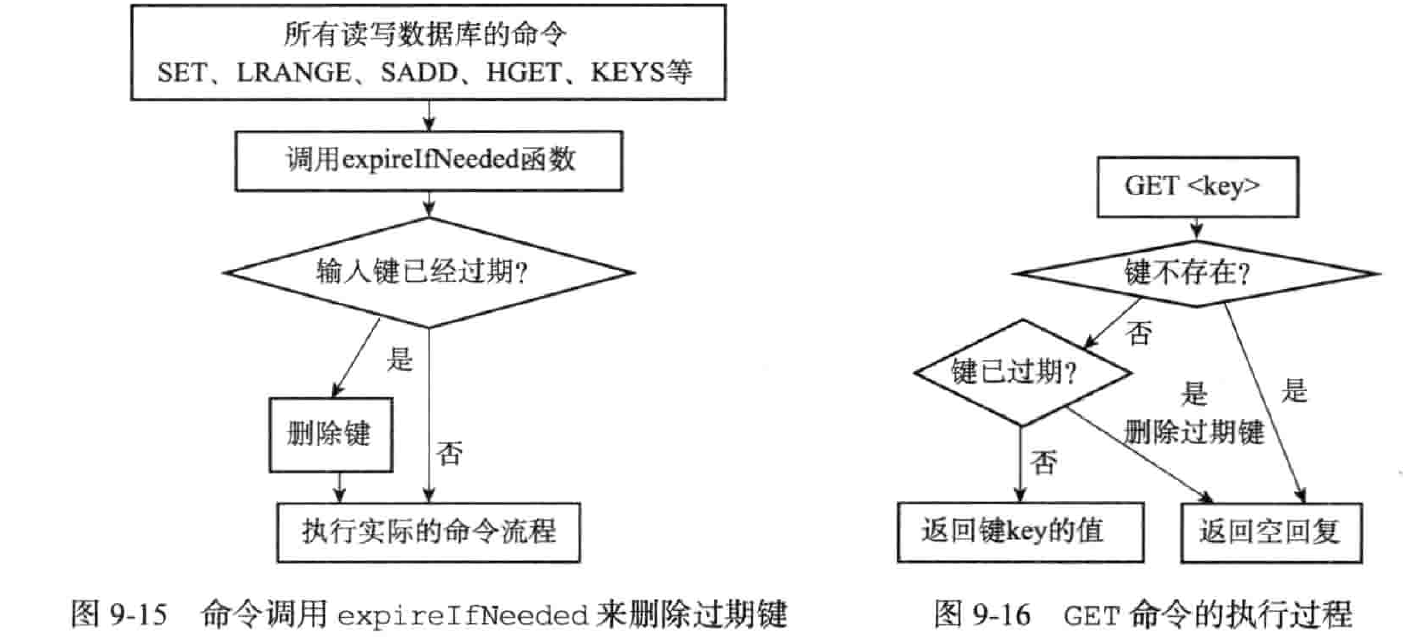 所有读写数据库的命令
SET、LRANGE、SADD、HGET、KEYS等
调用expireIfNeeded函数
输入键已经过期?
是
删除键
否
执行实际的命令流程
图 9-15 命令调用 expireIfNeeded 来删除过期键
GET <key>
键不存在?
否
键已过期?
是
删除过期键
是
否
返回键key的值
返回空回复
图 9-16 GET 命令的执行过程